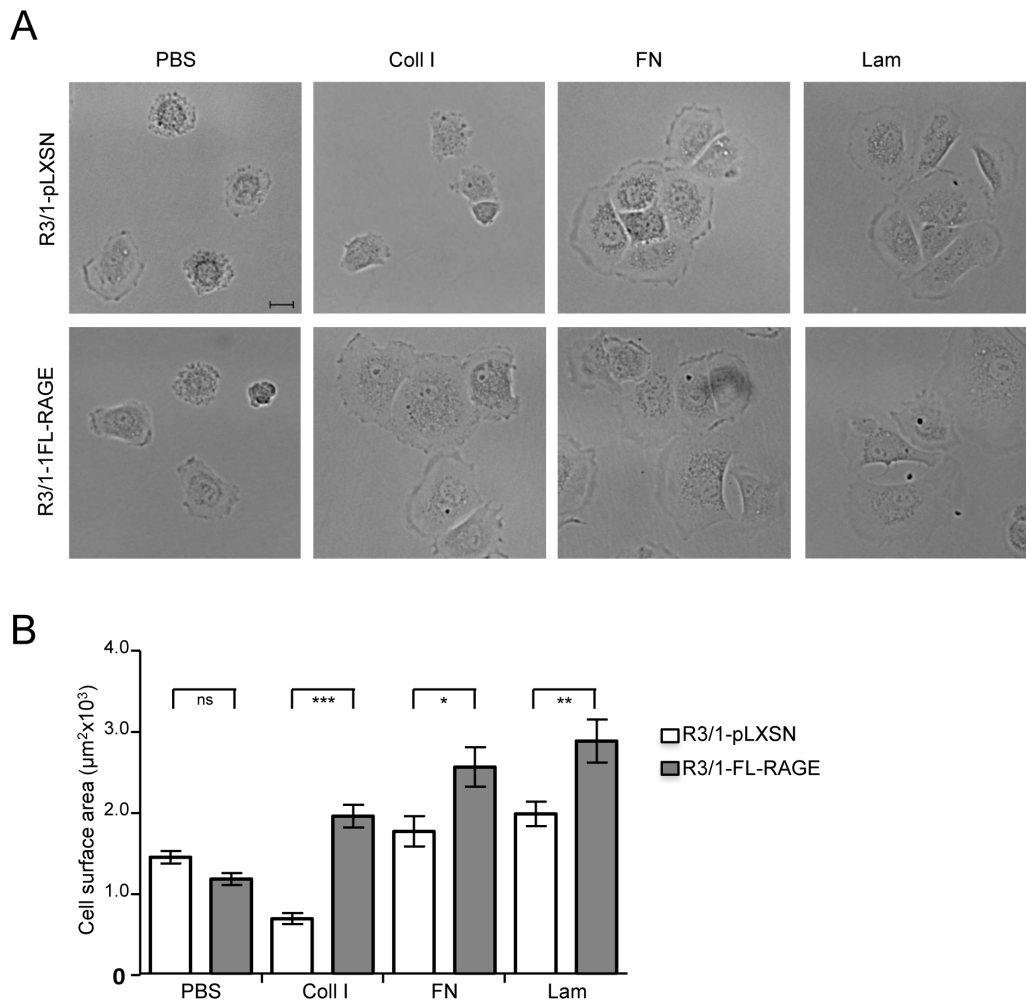 A
PBS Coll I FN Lam
R3/1-pLXSN
R3/1-1FL-RAGE
B
Cell surface area (µm²x10³)
4.0
3.0
2.0
1.0
0
ns *** * **
R3/1-pLXSN
R3/1-FL-RAGE
PBS Coll I FN Lam